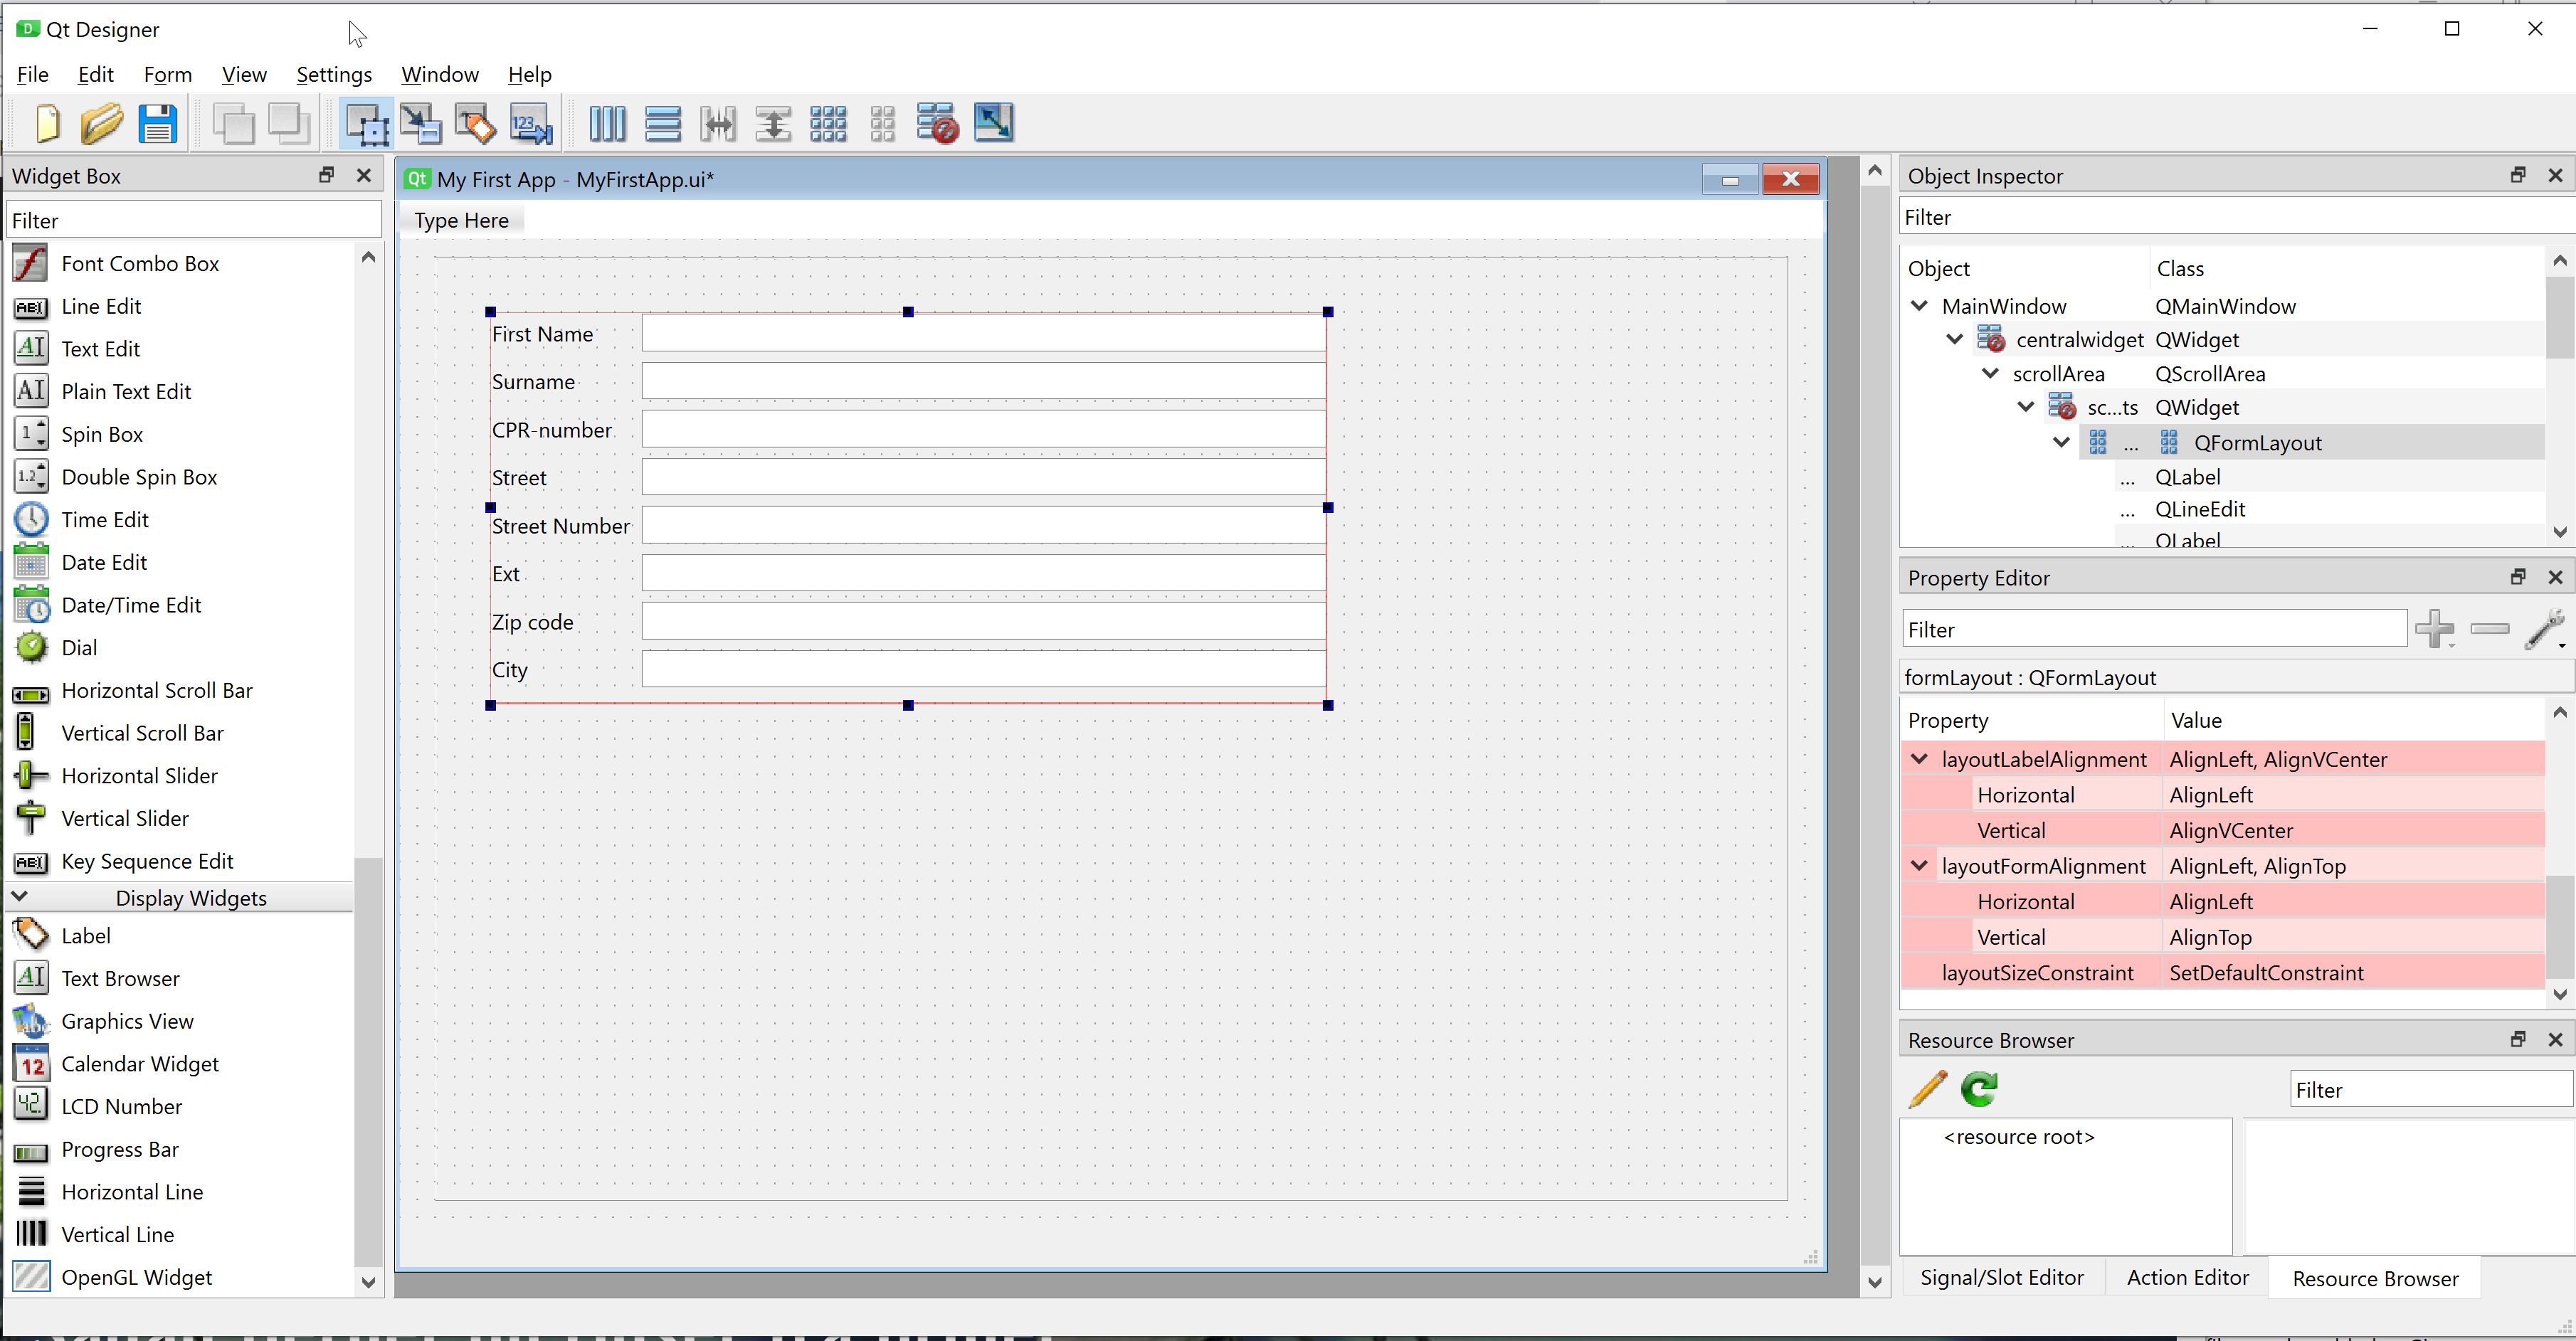 Qt Designer
File Edit Form View Settings Window Help
Widget Box
Filter
Font Combo Box
Line Edit
Text Edit
Plain Text Edit
Spin Box
Double Spin Box
Time Edit
Date Edit
Date/Time Edit
Dial
Horizontal Scroll Bar
Vertical Scroll Bar
Horizontal Slider
Vertical Slider
Key Sequence Edit
Display Widgets
Label
Text Browser
Graphics View
Calendar Widget
LCD Number
Progress Bar
Horizontal Line
Vertical Line
OpenGL Widget
My First App - MyFirstApp.ui*
Type Here
First Name
Surname
CPR-number
Street
Street Number
Ext
Zip code
City
Object Inspector
Filter
Object Class
MainWindow QMainWindow
centralwidget QWidget
scrollArea QScrollArea
sc...ts QWidget
... QFormLayout
... QLabel
... QLineEdit
... QLabel
Property Editor
Filter
formLayout : QFormLayout
Property Value
layoutLabelAlignment AlignLeft, AlignVCenter
Horizontal AlignLeft
Vertical AlignVCenter
layoutFormAlignment AlignLeft, AlignTop
Horizontal AlignLeft
Vertical AlignTop
layoutSizeConstraint SetDefaultConstraint
Resource Browser
Filter
<resource root>
Signal/Slot Editor Action Editor Resource Browser